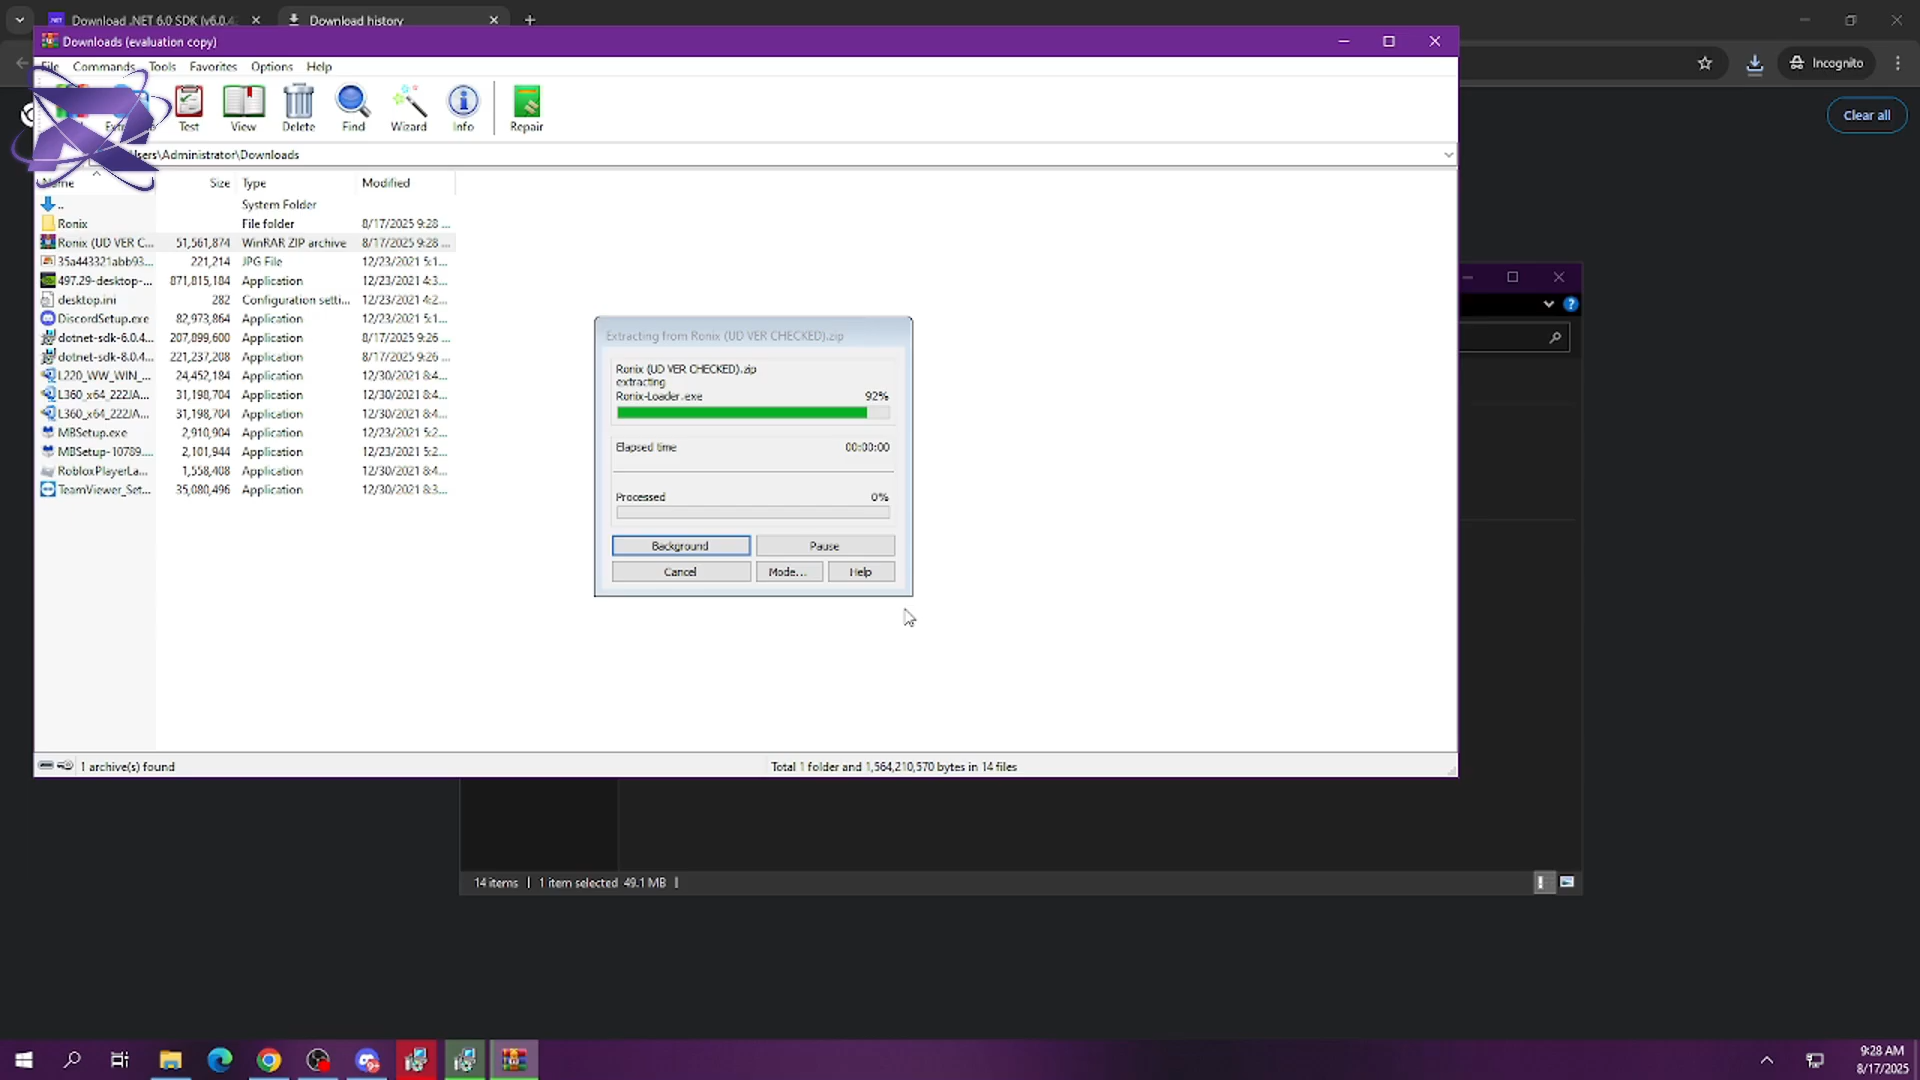 Download .NET 6.0 SDK (v6.0.4
Download history
Incognito
Clear all
Downloads (evaluation copy)
File Commands Tools Favorites Options Help
Test View Delete Find Wizard Info Repair
\Administrator\Downloads
Name Size Type Modified
.. System Folder
Ronix File folder 8/17/2025 9:28 ...
Ronix (UD VER C... 51,561,874 WinRAR ZIP archive 8/17/2025 9:28 ...
35a443321abb93... 221,214 JPG File 12/23/2021 5:1...
497.29-desktop-... 871,815,184 Application 12/23/2021 4:3...
desktop.ini 282 Configuration setti... 12/23/2021 4:2...
DiscordSetup.exe 82,973,864 Application 12/23/2021 5:1...
dotnet-sdk-6.0.4... 207,899,600 Application 8/17/2025 9:26 ...
dotnet-sdk-8.0.4... 221,237,208 Application 8/17/2025 9:26 ...
L220_WW_WIN_... 24,452,184 Application 12/30/2021 8:4...
L360_x64_222JA... 31,198,704 Application 12/30/2021 8:4...
L360_x64_222JA... 31,198,704 Application 12/30/2021 8:4...
MBSetup.exe 2,910,904 Application 12/23/2021 5:2...
MBSetup-10789.... 2,101,944 Application 12/23/2021 5:2...
RobloxPlayerLa... 1,558,408 Application 12/30/2021 8:4...
TeamViewer_Set... 35,080,496 Application 12/30/2021 8:3...
Extracting from Ronix (UD VER CHECKED).zip
Ronix (UD VER CHECKED).zip
extracting
Ronix-Loader.exe 92%
Elapsed time 00:00:00
Processed 0%
Background Pause
Cancel Mode... Help
1 archive(s) found
Total 1 folder and 1,564,210,570 bytes in 14 files
14 items 1 item selected 49.1 MB
9:28 AM
8/17/2025